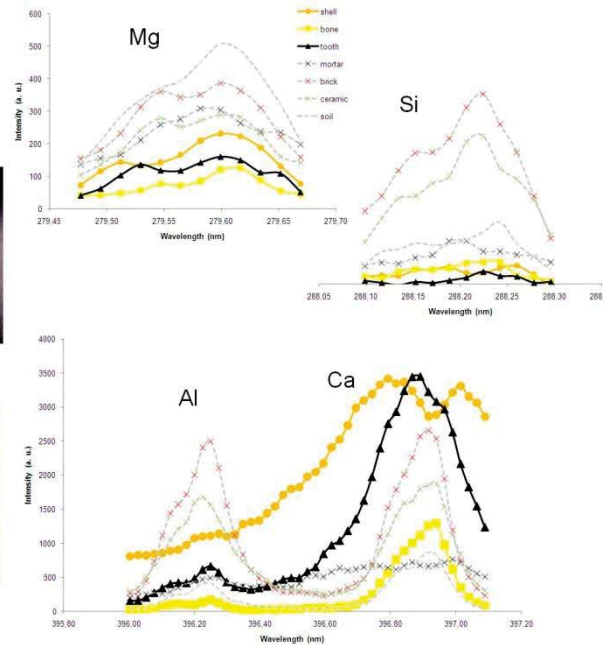 Mg
shell
bone
tooth
mortar
brick
ceramic
soil
Intensity (a. u.)
600
500
400
300
200
100
0
279.45
279.50
279.55
279.60
279.65
279.70
Wavelength (nm)
Si
288.05
288.10
288.15
288.20
288.25
288.30
288.
Wavelength (nm)
Al
Ca
Intensity (a. u.)
4000
3500
3000
2500
2000
1500
1000
500
0
395.80
396.00
396.20
396.40
396.60
396.80
397.00
397.20
Wavelength (nm)